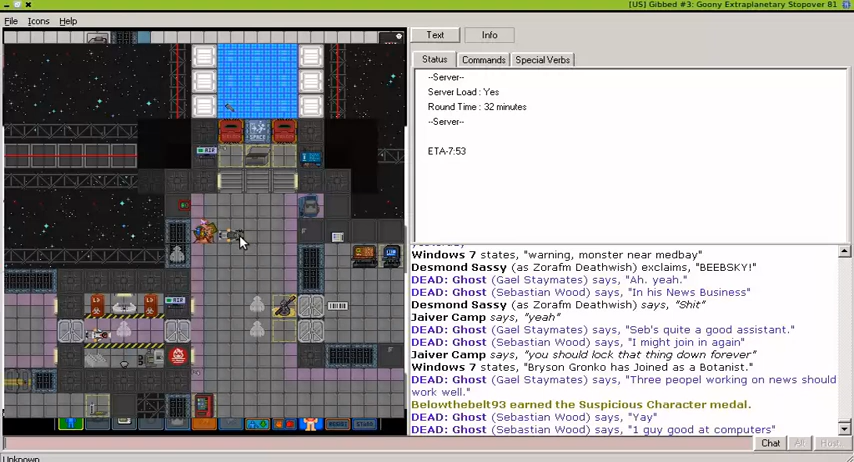 [US] Gibbed #3: Goony Extraplanetary Stopover 81
File Icons Help
Text Info
Status Commands Special Verbs
--Server--
Server Load : Yes
Round Time : 32 minutes
--Server--
ETA-7:53
Windows 7 states, "warning, monster near medbay"
Desmond Sassy (as Zorafm Deathwish) exclaims, "BEEBSKY!"
DEAD: Ghost (Gael Staymates) says, "Ah. yeah."
DEAD: Ghost (Sebastian Wood) says, "In his News Business"
Desmond Sassy (as Zorafm Deathwish) says, "Shit"
Jaiver Camp says, "yeah"
DEAD: Ghost (Gael Staymates) says, "Seb's quite a good assistant."
DEAD: Ghost (Sebastian Wood) says, "I might join in again"
Jaiver Camp says, "you should lock that thing down forever"
Windows 7 states, "Bryson Gronko has Joined as a Botanist."
DEAD: Ghost (Gael Staymates) says, "Three peopel working on news should
work well."
Belowthebelt93 earned the Suspicious Character medal.
DEAD: Ghost (Sebastian Wood) says, "Yay"
DEAD: Ghost (Sebastian Wood) says, "1 guy good at computers"
Chat Alt Host
SPACE
AIR
AIR
Unknown